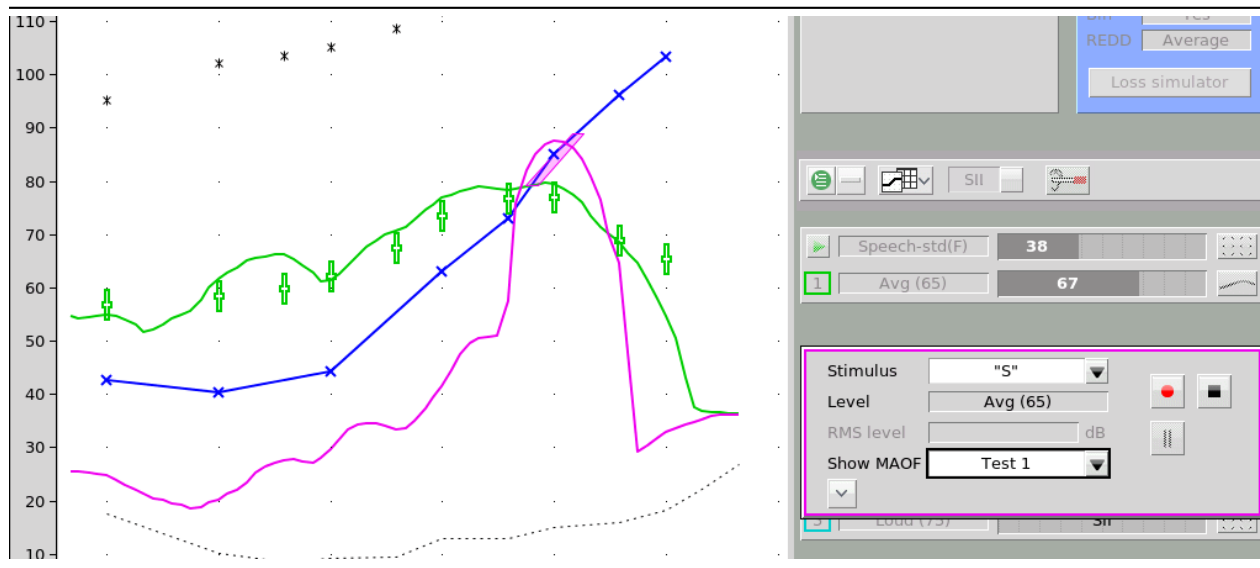 110
100
90
80
70
60
50
40
30
20
10
REDD Average
Loss simulator
SII
Speech-std(F) 38
1 Avg (65) 67
Stimulus "S"
Level Avg (65)
RMS level dB
Show MAOF Test 1